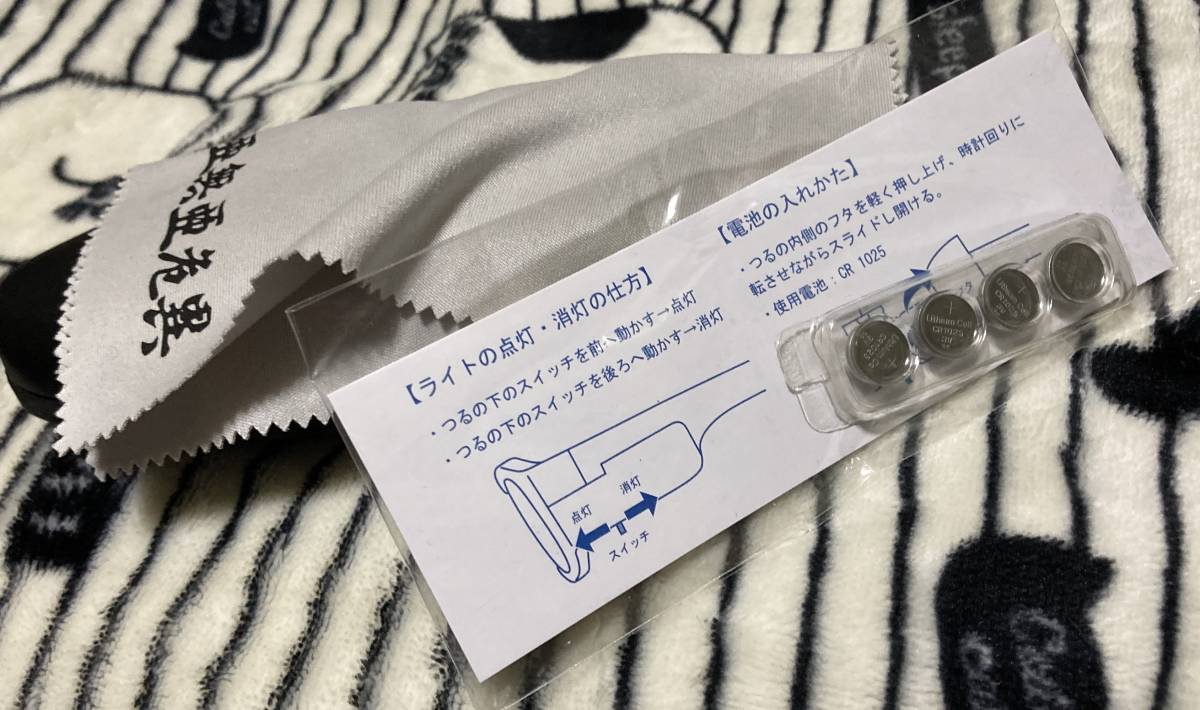 亜異亜危異
【ライトの点灯・消灯の仕方】
・つるの下のスイッチを前へ動かす→点灯
・つるの下のスイッチを後ろへ動かす→消灯
点灯
消灯
スイッチ
【電池の入れかた】
・つるの内側のフタを軽く押し上げ、時計回りに
転させながらスライドし開ける。
・使用電池：CR 1025
Lithium Cell
CR1025